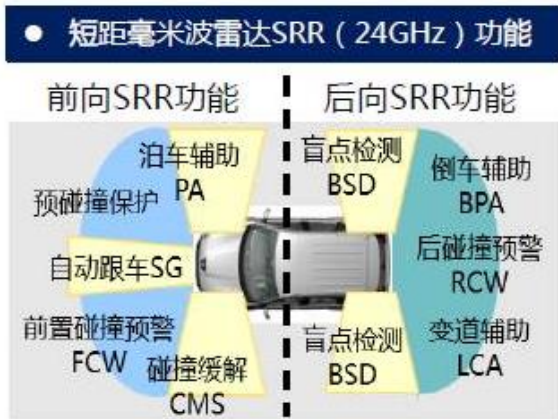 ● 短距毫米波雷达SRR（24GHz）功能
前向SRR功能
后向SRR功能
泊车辅助
PA
预碰撞保护
自动跟车SG
前置碰撞预警
FCW
碰撞缓解
CMS
盲点检测
BSD
倒车辅助
BPA
后碰撞预警
RCW
盲点检测
BSD
变道辅助
LCA